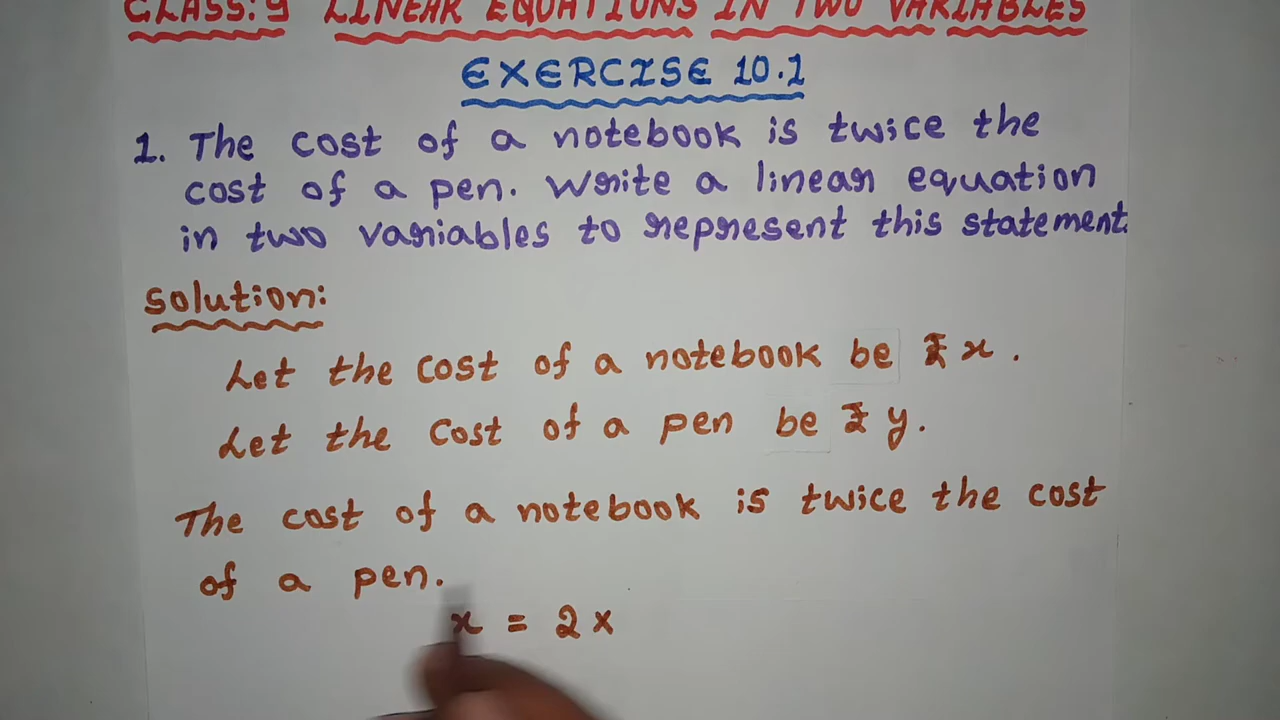 CLASS: 9 LINEAR EQUATIONS IN TWO VARIABLES
EXERCISE 10.1
1. The cost of a notebook is twice the
cost of a pen. Write a linear equation
in two variables to represent this statement.
Solution:
Let the cost of a notebook be ₹ x.
Let the cost of a pen be ₹ y.
The cost of a notebook is twice the cost
of a pen.
x = 2 ×